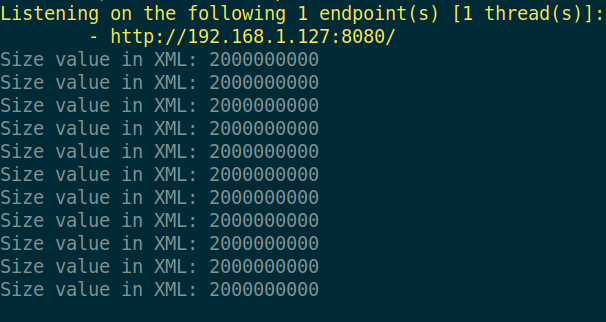 Listening on the following 1 endpoint(s) [1 thread(s)]:
- http://192.168.1.127:8080/
Size value in XML: 2000000000
Size value in XML: 2000000000
Size value in XML: 2000000000
Size value in XML: 2000000000
Size value in XML: 2000000000
Size value in XML: 2000000000
Size value in XML: 2000000000
Size value in XML: 2000000000
Size value in XML: 2000000000
Size value in XML: 2000000000
Size value in XML: 2000000000